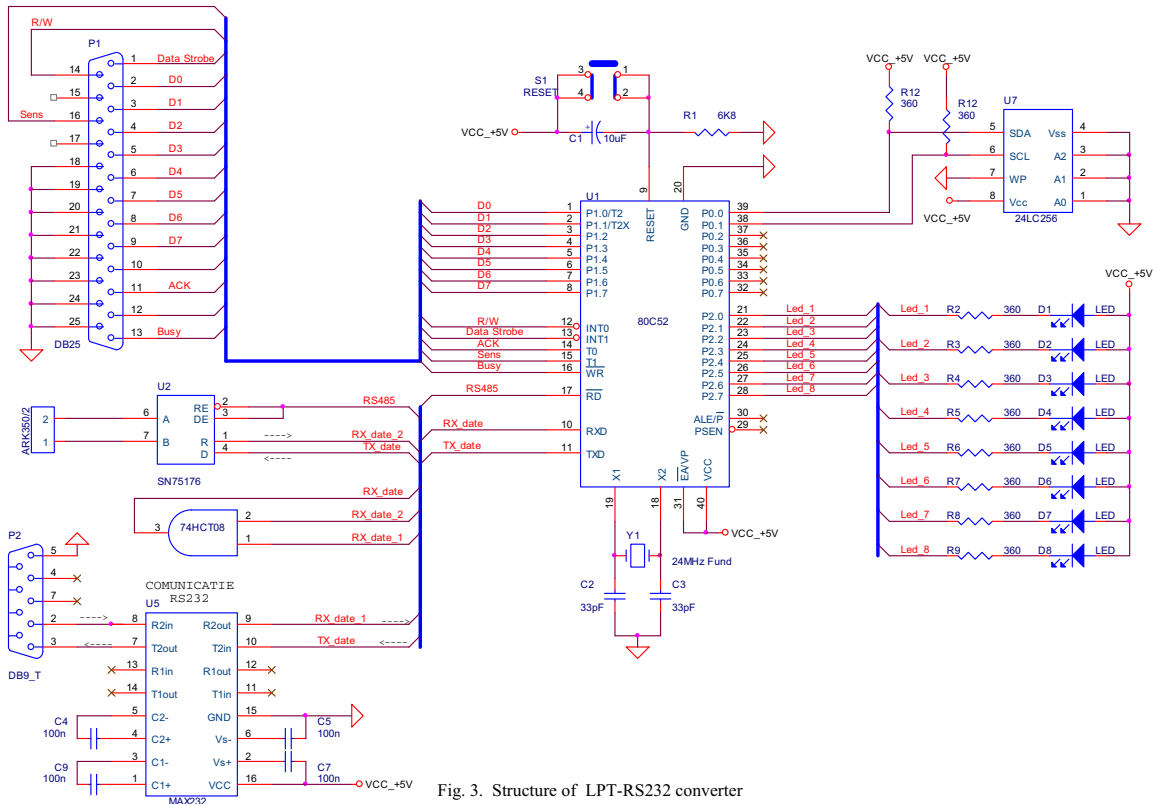 R/W
P1
1 Data Strobe
14
2 D0
15
3 D1
Sens 16
4 D2
17
5 D3
18
6 D4
19
7 D5
20
8 D6
21
9 D7
22
10
23
11 ACK
24
12
25
13 Busy
DB25
S1
RESET
3 1
4 2
VCC_+5V
C1
+
10uF
R1 6K8
VCC_+5V
VCC_+5V
R12
360
R12
360
U7
5 SDA Vss 4
6 SCL A2 3
7 WP A1 2
8 Vcc A0 1
VCC_+5V
24LC256
U1
9
RESET
20
GND
D0 1 P1.0/T2
D1 2 P1.1/T2X
D2 3 P1.2
D3 4 P1.3
D4 5 P1.4
D5 6 P1.5
D6 7 P1.6
D7 8 P1.7
P0.0 39
P0.1 38
P0.2 37
P0.3 36
P0.4 35
P0.5 34
P0.6 33
P0.7 32
80C52
R/W 12 INT0
Data Strobe 13 INT1
ACK 14 T0
Sens 15 T1
Busy 16 WR
RS485 17 RD
RX_date 10 RXD
TX_date 11 TXD
P2.0 21 Led_1
P2.1 22 Led_2
P2.2 23 Led_3
P2.3 24 Led_4
P2.4 25 Led_5
P2.5 26 Led_6
P2.6 27 Led_7
P2.7 28 Led_8
ALE/P 30
PSEN 29
X1
19
X2
18
EA/VP
31
VCC
40
VCC_+5V
Y1
24MHz Fund
C2
33pF
C3
33pF
VCC_+5V
Led_1 R2 360 D1 LED
Led_2 R3 360 D2 LED
Led_3 R4 360 D3 LED
Led_4 R5 360 D4 LED
Led_5 R6 360 D5 LED
Led_6 R7 360 D6 LED
Led_7 R8 360 D7 LED
Led_8 R9 360 D8 LED
U2
ARK350/2
2
1
6 A
7 B
RE 2
DE 3
R 1
D 4
RS485
RX_date_2
TX_date
SN75176
RX_date
3 74HCT08
2 RX_date_2
1 RX_date_1
P2
5
4
7
2
3
DB9_T
COMUNICATIE
RS232
U5
8 R2in R2out 9 RX_date_1
7 T2out T2in 10 TX_date
13 R1in R1out 12
14 T1out T1in 11
5 C2- GND 15
4 C2+ Vs- 6
3 C1- Vs+ 2
1 C1+ VCC 16
C4
100n
C9
100n
C5
100n
C7
100n
VCC_+5V
MAX232
Fig. 3. Structure of LPT-RS232 converter